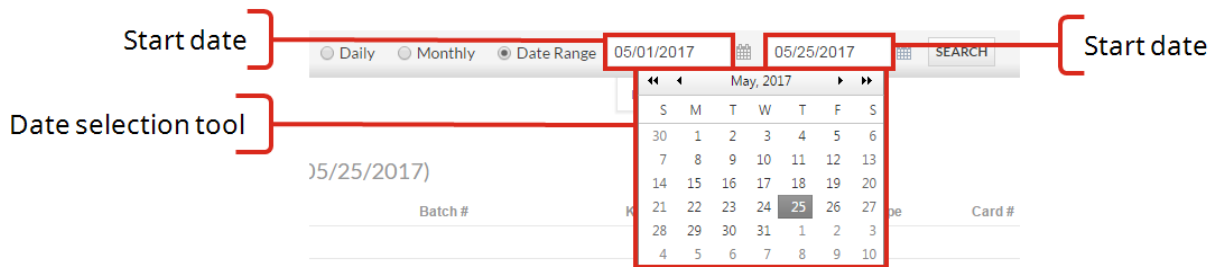 Start date
Daily Monthly Date Range 05/01/2017 05/25/2017 SEARCH
Start date
May, 2017
S M T W T F S
30 1 2 3 4 5 6
Date selection tool
7 8 9 10 11 12 13
05/25/2017)
14 15 16 17 18 19 20
Batch # 21 22 23 24 25 26 27 Card #
28 29 30 31 1 2 3
4 5 6 7 8 9 10